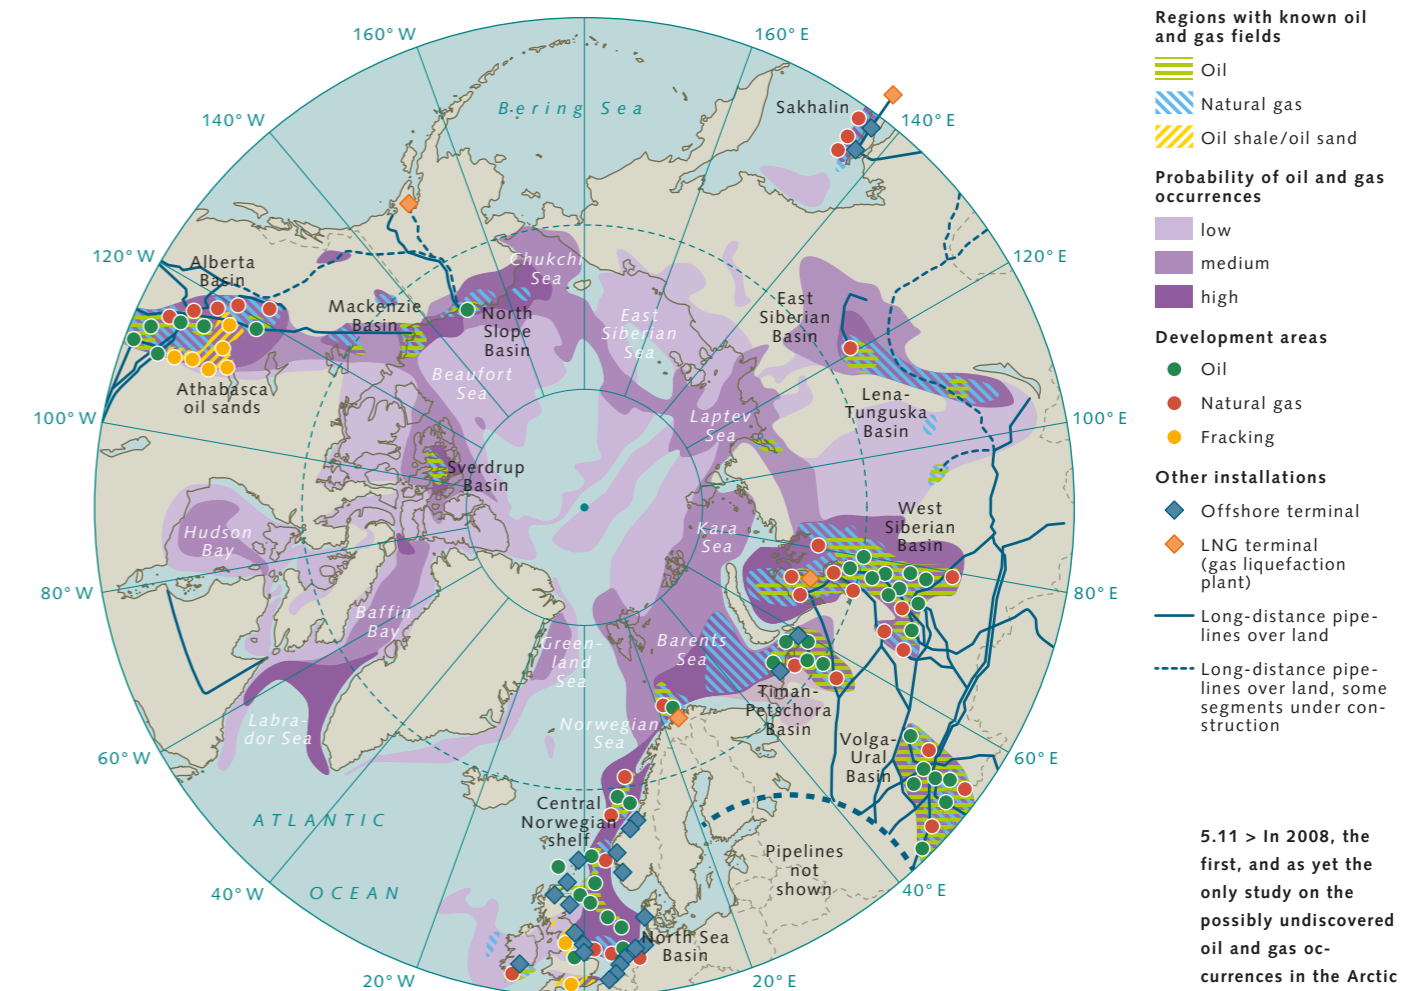 160° W
160° E
Bering Sea
Sakhalin
140° W
140° E
120° W
120° E
Alberta
Basin
Chukchi
Sea
Mackenzie
Basin
North
Slope
Basin
East
Siberian
Sea
East
Siberian
Basin
Beaufort
Sea
Athabasca
oil sands
100° W
Laptev
Sea
Lena-
Tunguska
Basin
100° E
Sverdrup
Basin
Hudson
Bay
Kara
Sea
West
Siberian
Basin
80° W
80° E
Baffin
Bay
Green-
land
Sea
Barents
Sea
Timan-
Petschora
Basin
Labra-
dor Sea
Norwegian
Sea
Volga-
Ural
Basin
60° W
60° E
Central
Norwegian
shelf
ATLANTIC
OCEAN
Pipelines
not
shown
40° W
40° E
North Sea
Basin
20° W
20° E
Regions with known oil
and gas fields
Oil
Natural gas
Oil shale/oil sand
Probability of oil and gas
occurrences
low
medium
high
Development areas
Oil
Natural gas
Fracking
Other installations
Offshore terminal
LNG terminal
(gas liquefaction
plant)
Long-distance pipe-
lines over land
Long-distance pipe-
lines over land, some
segments under con-
struction
5.11 > In 2008, the
first, and as yet the
only study on the
possibly undiscovered
oil and gas oc-
currences in the Arctic